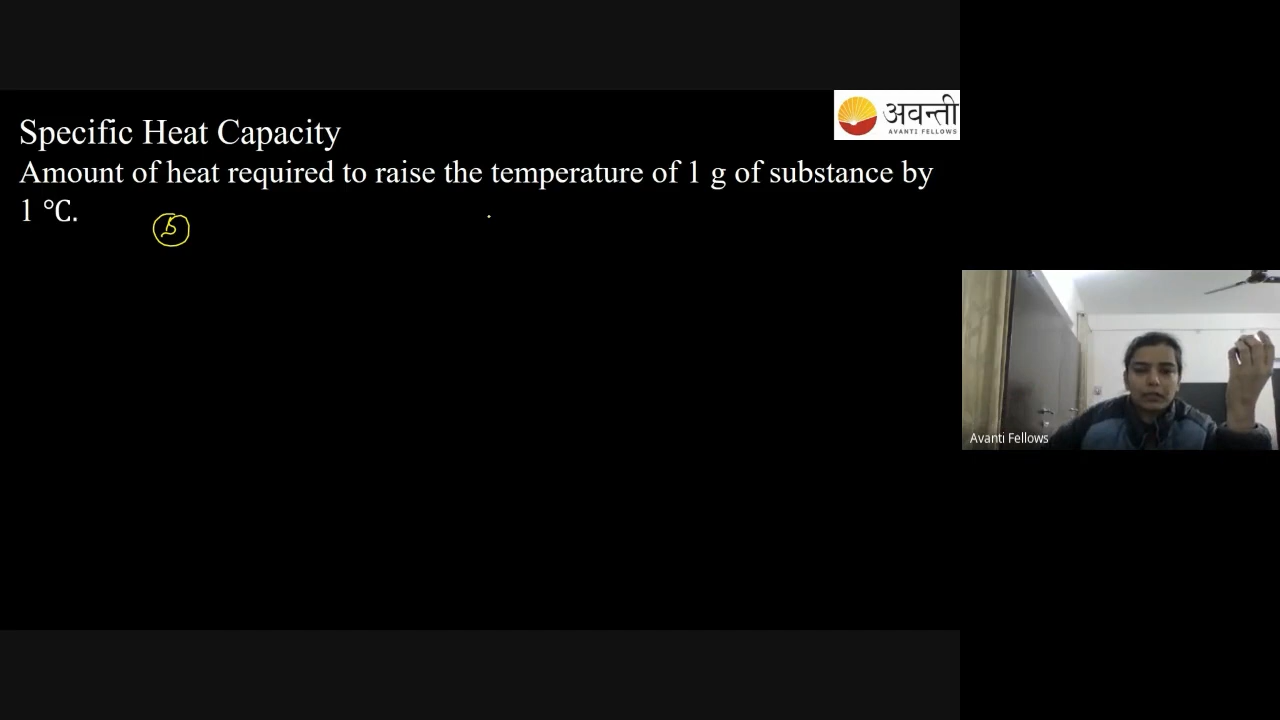 Specific Heat Capacity
अवन्ती
AVANTI FELLOWS
Amount of heat required to raise the temperature of 1 g of substance by
1 °C.
Avanti Fellows